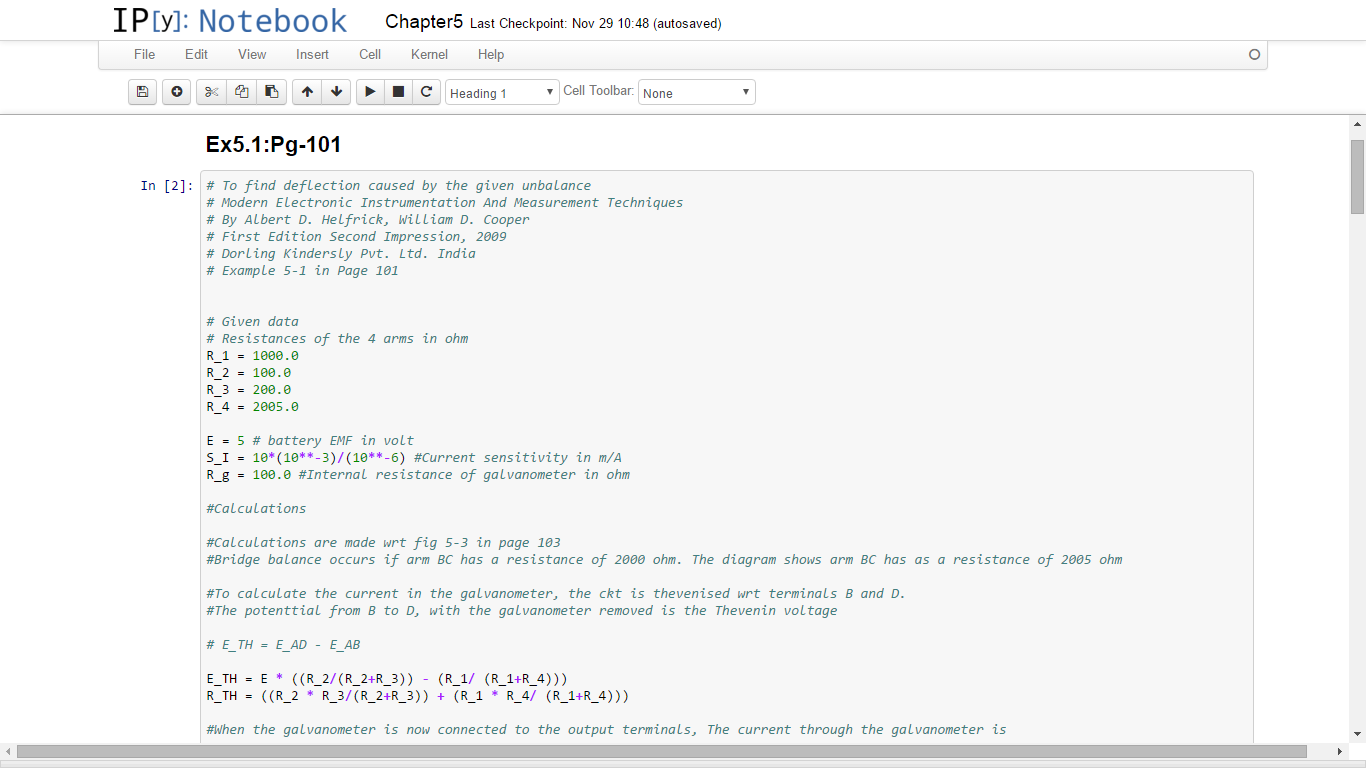 IP[y]: Notebook Chapter5 Last Checkpoint: Nov 29 10:48 (autosaved)
File Edit View Insert Cell Kernel Help
Heading 1 Cell Toolbar: None
Ex5.1:Pg-101
In [2]: # To find deflection caused by the given unbalance
# Modern Electronic Instrumentation And Measurement Techniques
# By Albert D. Helfrick, William D. Cooper
# First Edition Second Impression, 2009
# Dorling Kindersly Pvt. Ltd. India
# Example 5-1 in Page 101
# Given data
# Resistances of the 4 arms in ohm
R_1 = 1000.0
R_2 = 100.0
R_3 = 200.0
R_4 = 2005.0
E = 5 # battery EMF in volt
S_I = 10*(10**-3)/(10**-6) #Current sensitivity in m/A
R_g = 100.0 #Internal resistance of galvanometer in ohm
#Calculations
#Calculations are made wrt fig 5-3 in page 103
#Bridge balance occurs if arm BC has a resistance of 2000 ohm. The diagram shows arm BC has as a resistance of 2005 ohm
#To calculate the current in the galvanometer, the ckt is thevenised wrt terminals B and D.
#The potenttial from B to D, with the galvanometer removed is the Thevenin voltage
# E_TH = E_AD - E_AB
E_TH = E * ((R_2/(R_2+R_3)) - (R_1/ (R_1+R_4)))
R_TH = ((R_2 * R_3/(R_2+R_3)) + (R_1 * R_4/ (R_1+R_4)))
#When the galvanometer is now connected to the output terminals, The current through the galvanometer is